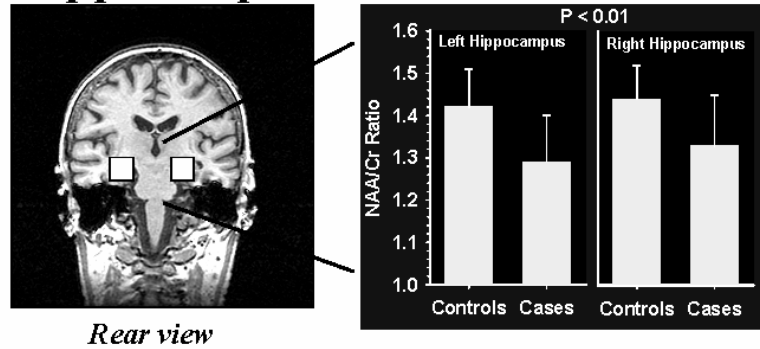 P < 0.01
Left Hippocampus
Right Hippocampus
NAA/Cr Ratio
1.6
1.5
1.4
1.3
1.2
1.1
1.0
Controls Cases Controls Cases
Rear view